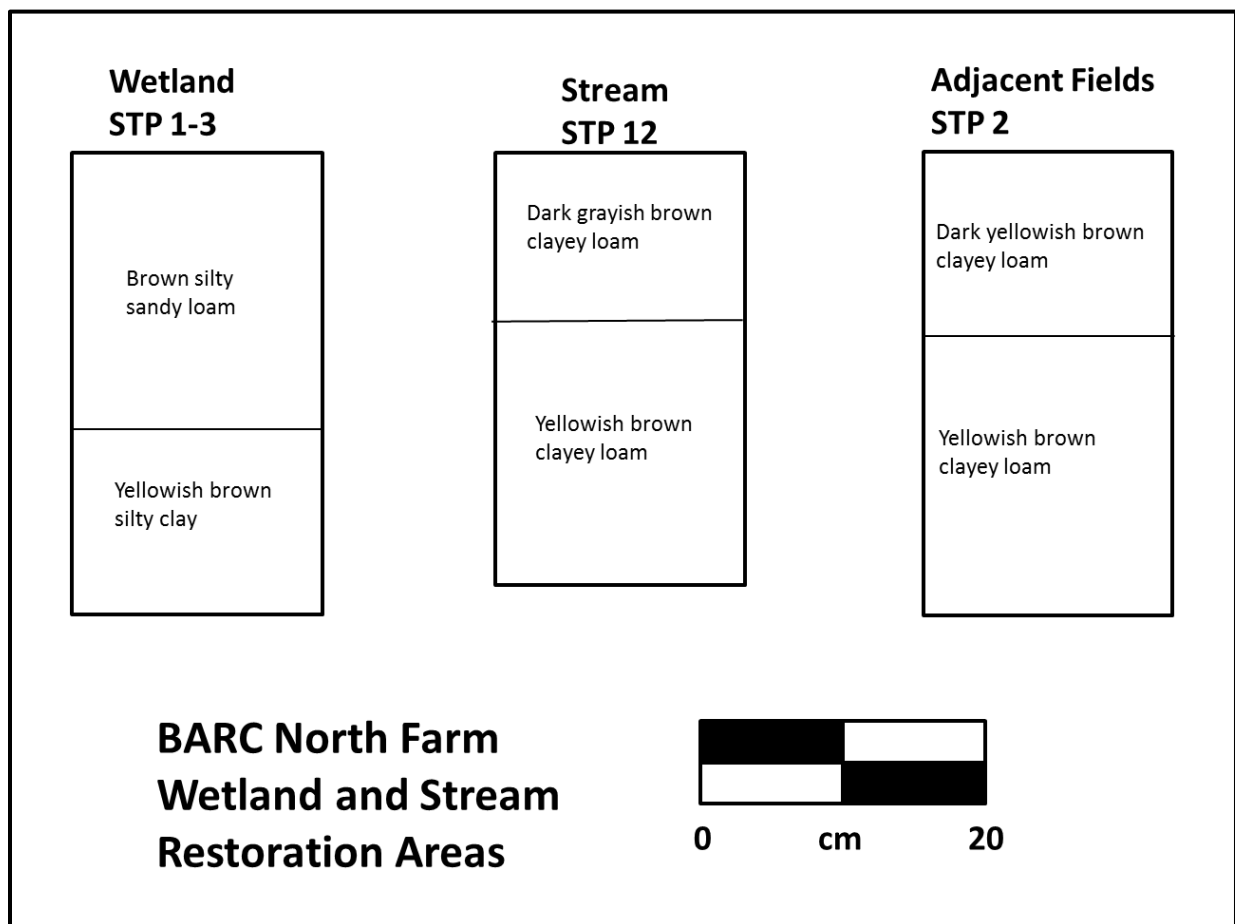 Wetland
STP 1-3
Brown silty
sandy loam
Yellowish brown
silty clay
Stream
STP 12
Dark grayish brown
clayey loam
Yellowish brown
clayey loam
Adjacent Fields
STP 2
Dark yellowish brown
clayey loam
Yellowish brown
clayey loam
BARC North Farm
Wetland and Stream
Restoration Areas
0 cm 20